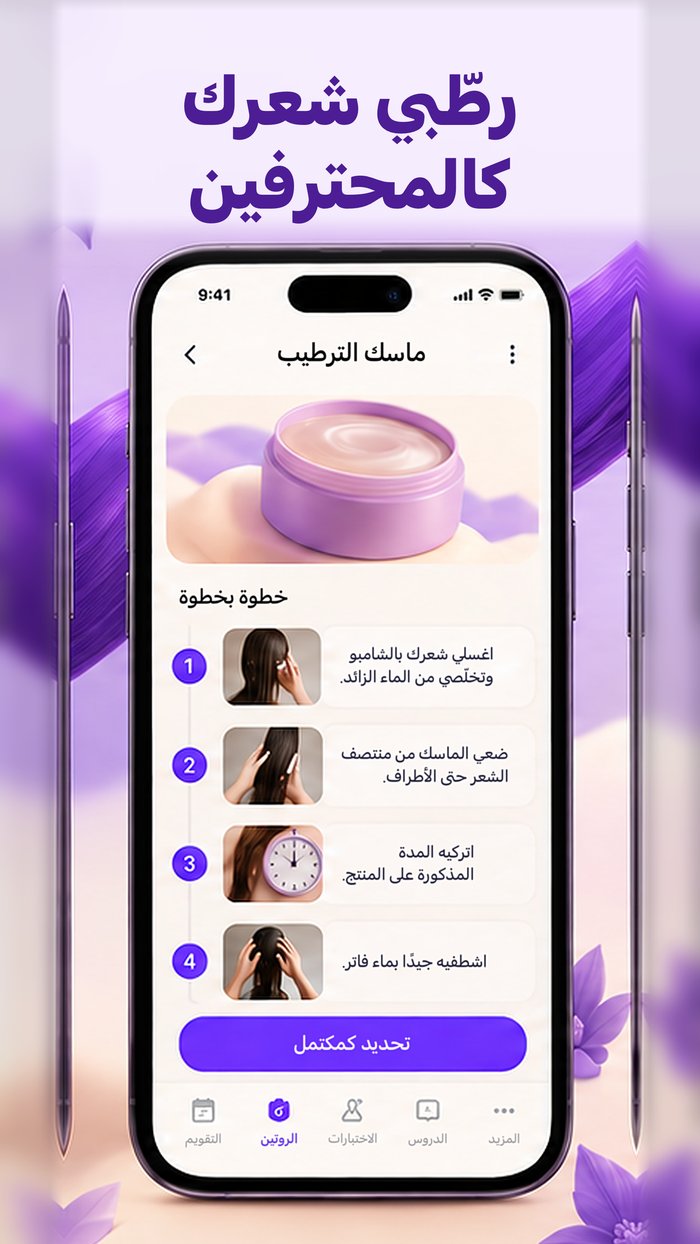 رطّبي شعرك
كالمحترفين
9:41
ماسك الترطيب
خطوة بخطوة
1
اغسلي شعرك بالشامبو
وتخلّصي من الماء الزائد.
2
ضعي الماسك من منتصف
الشعر حتى الأطراف.
3
اتركيه المدة
المذكورة على المنتج.
4
اشطفيه جيدًا بماء فاتر.
تحديد كمكتمل
المزيد
الدروس
الاختبارات
الروتين
التقويم